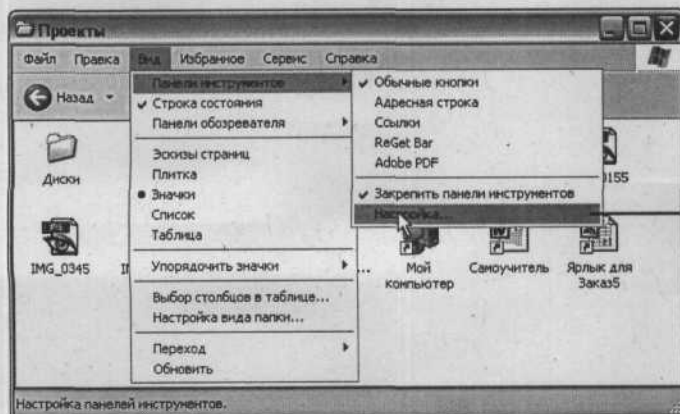 Проекты
Файл Правка Вид Избранное Сервис Справка
Назад
Панели инструментов
Строка состояния
Панели обозревателя
Эскизы страниц
Плитка
Значки
Список
Таблица
Упорядочить значки
Выбор столбцов в таблице...
Настройка вида папки...
Переход
Обновить
Обычные кнопки
Адресная строка
Ссылки
ReGet Bar
Adobe PDF
Закрепить панели инструментов
Настройка...
Диски
0155
IMG_0345
...
Мой компьютер
Самоучитель
Ярлык для Заказ5
Настройка панелей инструментов.